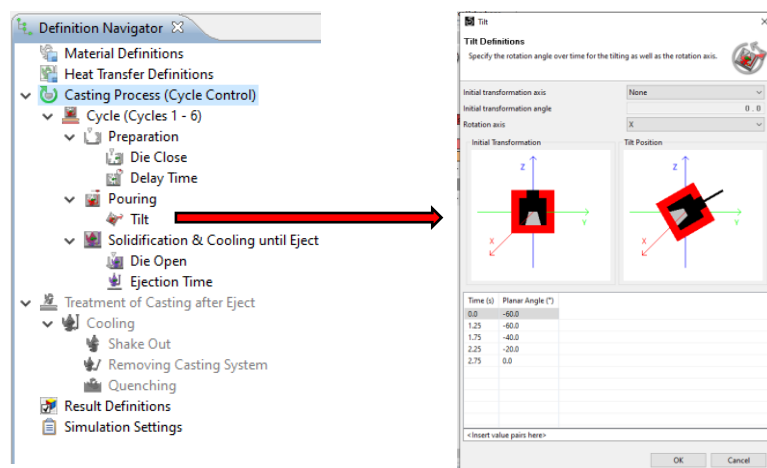 Definition Navigator
Material Definitions
Heat Transfer Definitions
Casting Process (Cycle Control)
Cycle (Cycles 1 - 6)
Preparation
Die Close
Delay Time
Pouring
Tilt
Solidification & Cooling until Eject
Die Open
Ejection Time
Treatment of Casting after Eject
Cooling
Shake Out
Removing Casting System
Quenching
Result Definitions
Simulation Settings
Tilt
Tilt Definitions
Specify the rotation angle over time for the tilting as well as the rotation axis.
Initial transformation axis None
Initial transformation angle 0 . 0
Rotation axis X
Initial Transformation Tilt Position
Z Z
Y Y
X X
Time (s) Planar Angle (°)
0.0 -60.0
1.25 -60.0
1.75 -40.0
2.25 -20.0
2.75 0.0
<Insert value pairs here>
OK Cancel